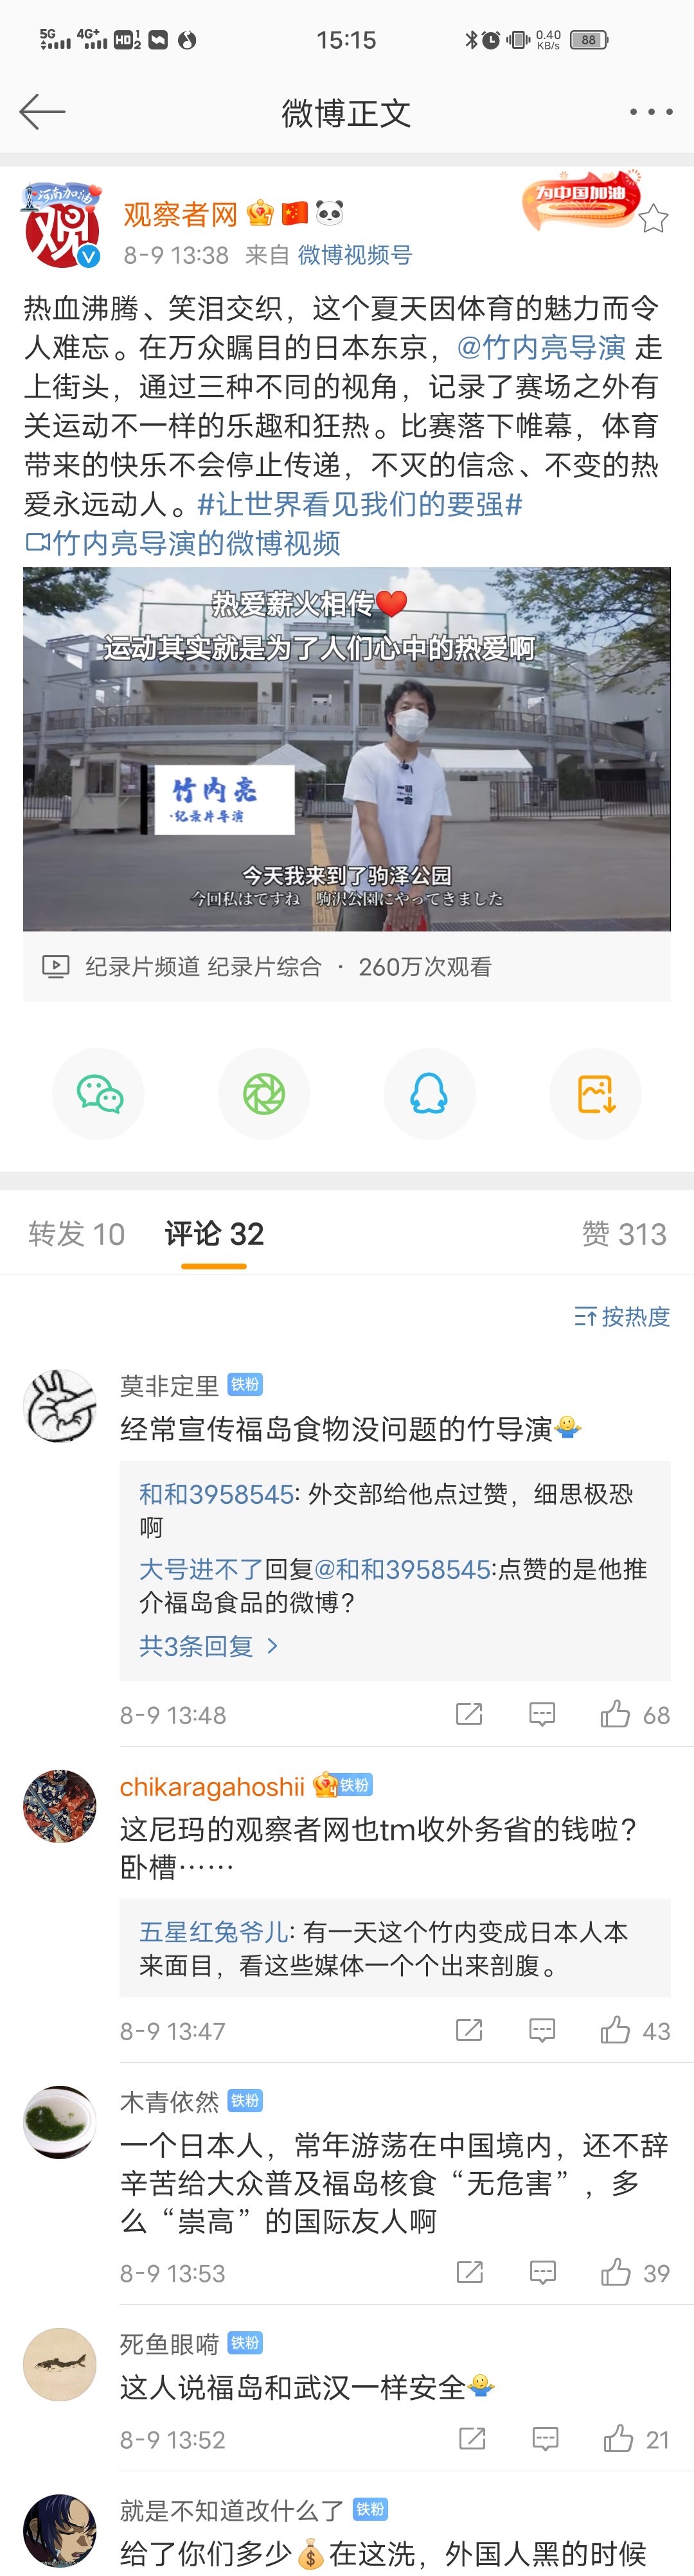 5G 4G+ HD 1 2 15:15 0.40 KB/s 88
微博正文
河南加油
观
观察者网
为中国加油
8-9 13:38 来自 微博视频号
热血沸腾、笑泪交织，这个夏天因体育的魅力而令
人难忘。在万众瞩目的日本东京，@竹内亮导演 走
上街头，通过三种不同的视角，记录了赛场之外有
关运动不一样的乐趣和狂热。比赛落下帷幕，体育
带来的快乐不会停止传递，不灭的信念、不变的热
爱永远动人。#让世界看见我们的要强#
竹内亮导演的微博视频
热爱薪火相传❤️
运动其实就是为了人们心中的热爱啊
竹内亮
·纪录片导演
今天我来到了驹泽公园
今回私はですね 駒沢公園にやってきました
纪录片频道 纪录片综合 · 260万次观看
转发 10 评论 32 赞 313
按热度
莫非定里 铁粉
经常宣传福岛食物没问题的竹导演🤷
和和3958545: 外交部给他点过赞，细思极恐
啊
大号进不了回复@和和3958545:点赞的是他推
介福岛食品的微博?
共3条回复 >
8-9 13:48 68
chikaragahoshii 铁粉
这尼玛的观察者网也tm收外务省的钱啦?
卧槽……
五星红兔爷儿: 有一天这个竹内变成日本人本
来面目，看这些媒体一个个出来剖腹。
8-9 13:47 43
木青依然 铁粉
一个日本人，常年游荡在中国境内，还不辞
辛苦给大众普及福岛核食“无危害”，多
么“崇高”的国际友人啊
8-9 13:53 39
死鱼眼嗬 铁粉
这人说福岛和武汉一样安全🤷
8-9 13:52 21
就是不知道改什么了 铁粉
给了你们多少💰在这洗，外国人黑的时候